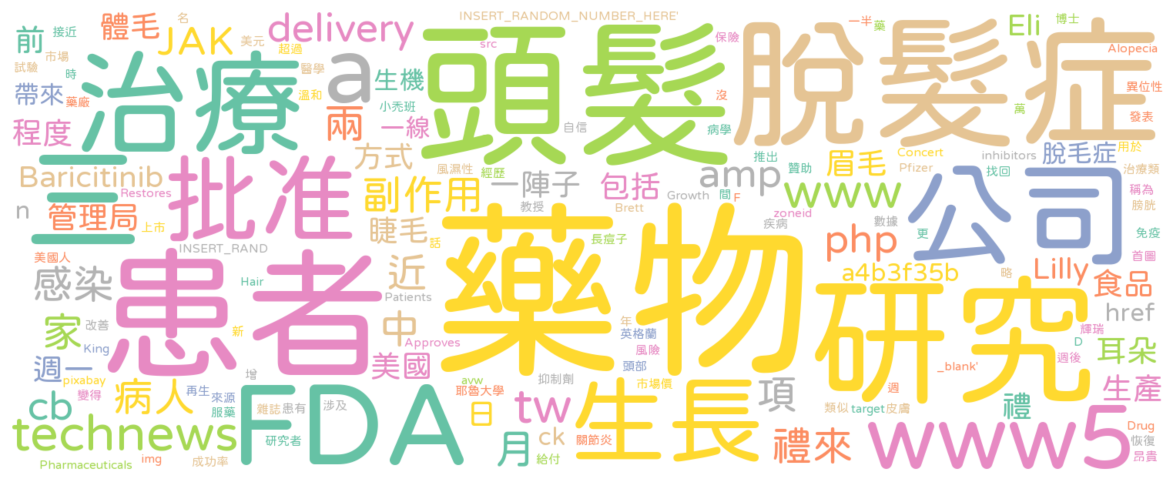 INSERT_RANDOM_NUMBER_HERE'
前
接近
體毛
JAK
名
美元
超過
delivery
src
頭髮
保險
脫髮症
一半
藥
Eli
博士
Alopecia
試驗
市場
時
治療
醫學
a
生機
溫和
小禿班
帶來
藥廠
程度
兩
一線
自信
沒
病學
萬
異位性
發表
三
Baricitinib
Restores
批准
方式
風濕性
經歷
副作用
一陣子
教授
包括
推出
amp
Growth
間
F
贊助
眉毛
Concert
Pfizer
inhibitors
找回
脫毛症
用於
治療類
稱為
膀胱
n
管理局
上市
INSERT_RAND
睫毛
話
Brett
長痘子
藥物
zoneid
疾病
www
數據
php
公司
更
免疫
首圖
美國人
感染
患者
近
Hair
Patients
a4b3f35b
略
Lilly
食品
href
家
改善
King
新
中
Approves
美國
年
英格蘭
風險
頭部
研究
輝瑞
D
週後
耳朵
週一
pixabay
變得
病人
再生
來源
服藥
增
FDA
avw
抑制劑
耶魯大學
市場價
生長
項
週
_blank'
類似
target
皮膚
禮
生產
cb
technews
雜誌
患有
涉及
研究者
日
月
tw
ck
給付
關節炎
禮來
www5
Drug
恢復
昂貴
Pharmaceuticals
img
成功率